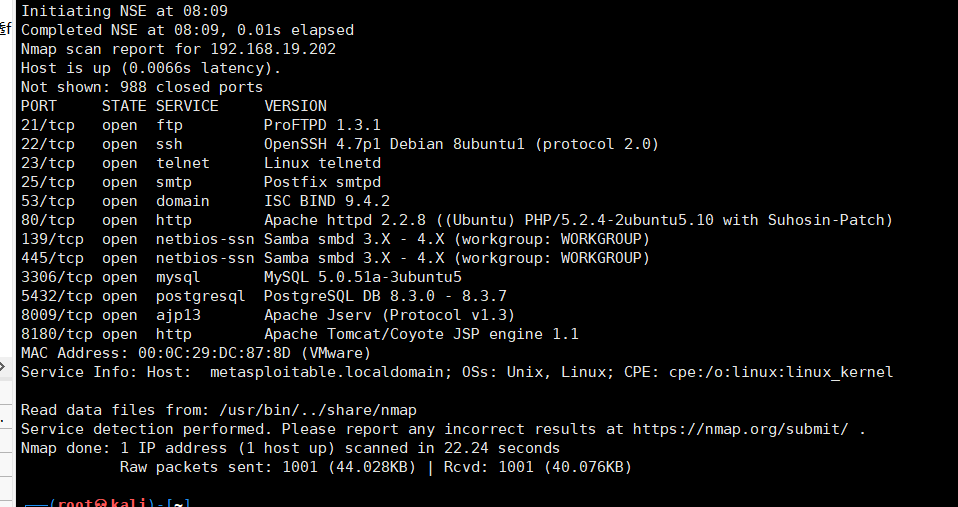 Initiating NSE at 08:09
Completed NSE at 08:09, 0.01s elapsed
Nmap scan report for 192.168.19.202
Host is up (0.0066s latency).
Not shown: 988 closed ports
PORT     STATE SERVICE     VERSION
21/tcp   open  ftp         ProFTPD 1.3.1
22/tcp   open  ssh         OpenSSH 4.7p1 Debian 8ubuntu1 (protocol 2.0)
23/tcp   open  telnet      Linux telnetd
25/tcp   open  smtp        Postfix smtpd
53/tcp   open  domain      ISC BIND 9.4.2
80/tcp   open  http        Apache httpd 2.2.8 ((Ubuntu) PHP/5.2.4-2ubuntu5.10 with Suhosin-Patch)
139/tcp  open  netbios-ssn Samba smbd 3.X - 4.X (workgroup: WORKGROUP)
445/tcp  open  netbios-ssn Samba smbd 3.X - 4.X (workgroup: WORKGROUP)
3306/tcp open  mysql       MySQL 5.0.51a-3ubuntu5
5432/tcp open  postgresql  PostgreSQL DB 8.3.0 - 8.3.7
8009/tcp open  ajp13       Apache Jserv (Protocol v1.3)
8180/tcp open  http        Apache Tomcat/Coyote JSP engine 1.1
MAC Address: 00:0C:29:DC:87:8D (VMware)
Service Info: Host:  metasploitable.localdomain; OSs: Unix, Linux; CPE: cpe:/o:linux:linux_kernel

Read data files from: /usr/bin/../share/nmap
Service detection performed. Please report any incorrect results at https://nmap.org/submit/ .
Nmap done: 1 IP address (1 host up) scanned in 22.24 seconds
           Raw packets sent: 1001 (44.028KB) | Rcvd: 1001 (40.076KB)

┌──(root㉿kali)-[~]